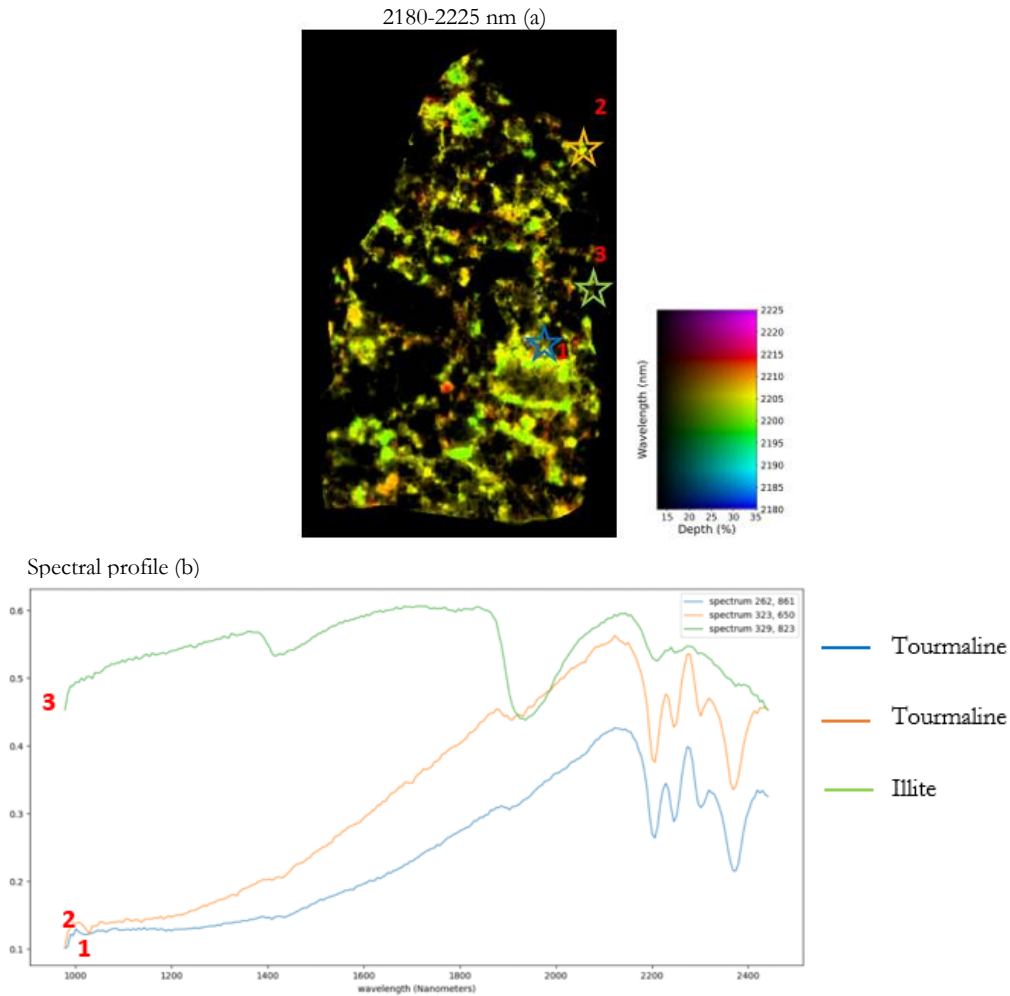 2180-2225 nm (a)
2
3
1
2225
2220
2215
2210
2205
2200
2195
2190
2185
2180
Wavelength (nm)
15 20 25 30 35
Depth (%)
Spectral profile (b)
spectrum 262, 861
spectrum 323, 650
spectrum 329, 823
0.6
0.5
0.4
0.3
0.2
0.1
3
2
1
1000 1200 1400 1600 1800 2000 2200 2400
wavelength (Nanometers)
Tourmaline
Tourmaline
Illite